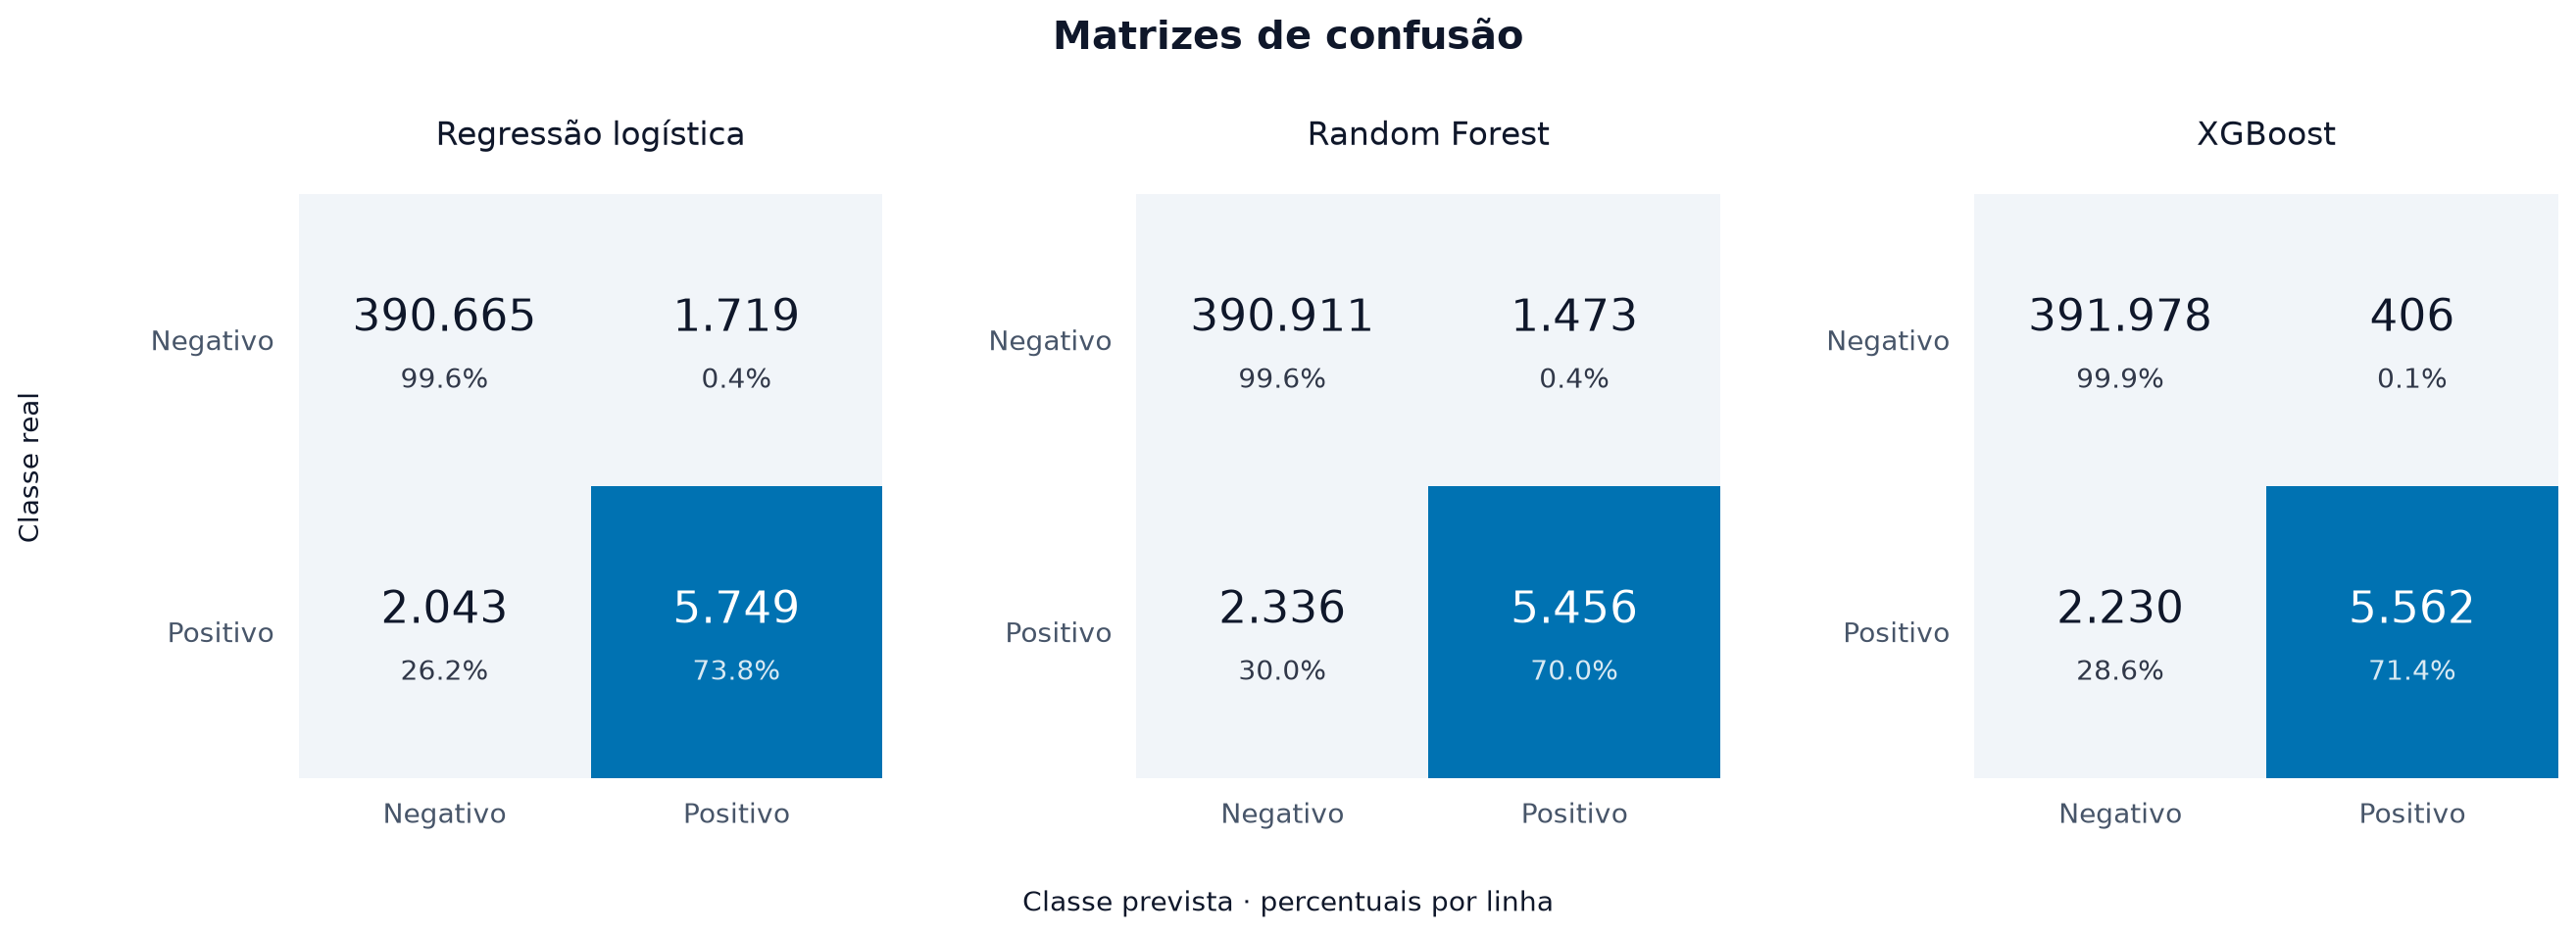 Matrizes de confusão
Regressão logística
Random Forest
XGBoost
Classe real
Negativo
390.665
1.719
99.6%
0.4%
Positivo
2.043
5.749
26.2%
73.8%
Negativo
Positivo
Negativo
390.911
1.473
99.6%
0.4%
Positivo
2.336
5.456
30.0%
70.0%
Negativo
Positivo
Negativo
391.978
406
99.9%
0.1%
Positivo
2.230
5.562
28.6%
71.4%
Negativo
Positivo
Classe prevista · percentuais por linha